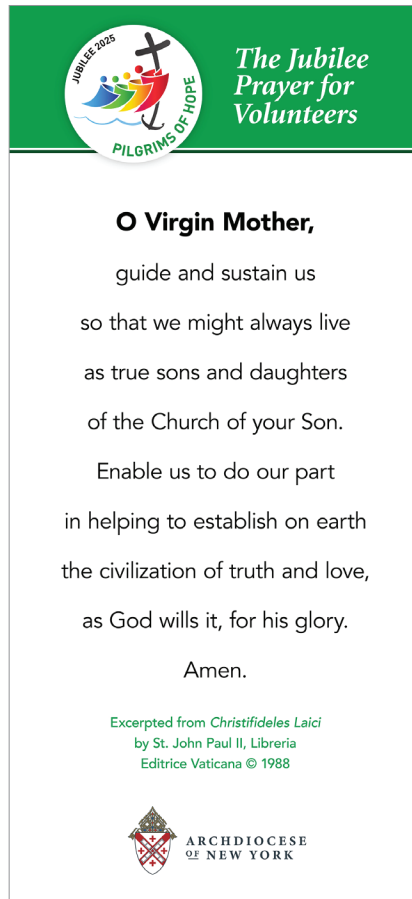 JUBILEE 2025
PILGRIMS OF HOPE
The Jubilee
Prayer for
Volunteers
O Virgin Mother,
guide and sustain us
so that we might always live
as true sons and daughters
of the Church of your Son.
Enable us to do our part
in helping to establish on earth
the civilization of truth and love,
as God wills it, for his glory.
Amen.
Excerpted from Christifideles Laici
by St. John Paul II, Libreria
Editrice Vaticana © 1988
ARCHDIOCESE
OF NEW YORK